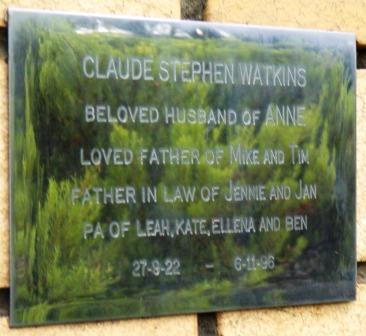 CLAUDE STEPHEN WATKINS
BELOVED HUSBAND OF ANNE
LOVED FATHER OF MIKE AND TIM
FATHER IN LAW OF JENNIE AND JAN
PA OF LEAH, KATE, ELLENA AND BEN
27-9-22 - 6-11-96